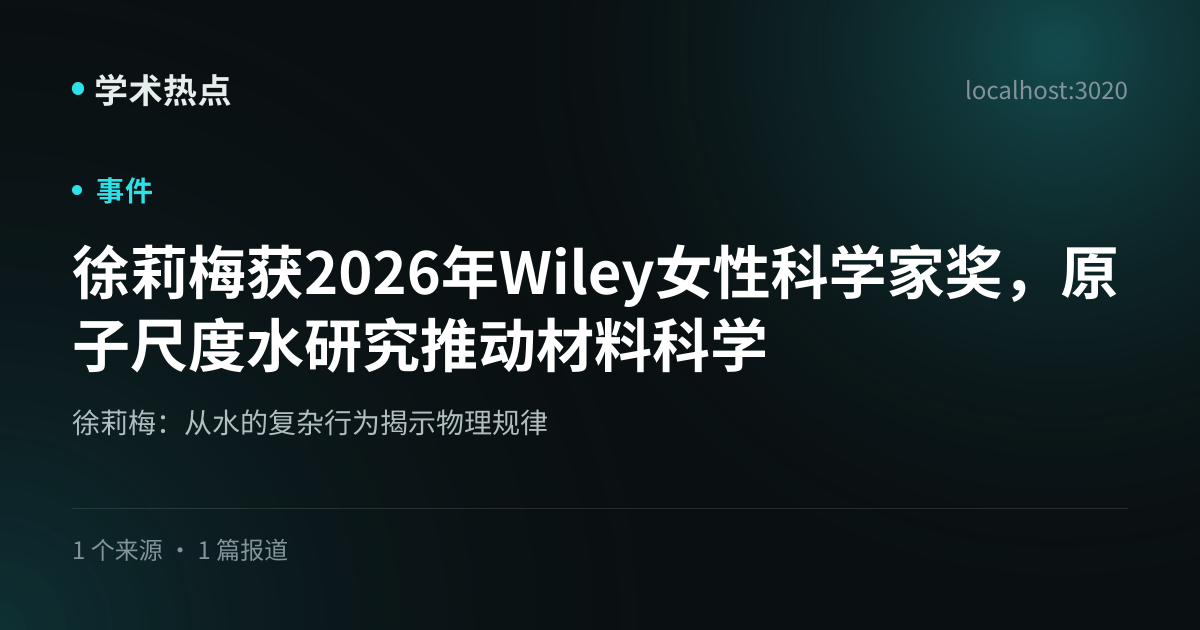 学术热点
localhost:3020
事件
徐莉梅获2026年Wiley女性科学家奖，原
子尺度水研究推动材料科学
徐莉梅：从水的复杂行为揭示物理规律
1 个来源 · 1 篇报道